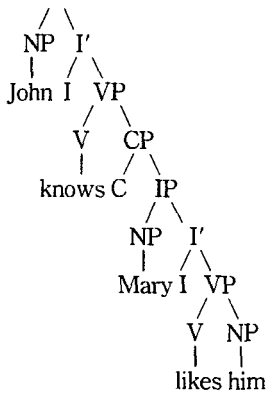 NP I′
John I VP
V CP
knows C IP
NP I′
Mary I VP
V NP
likes him